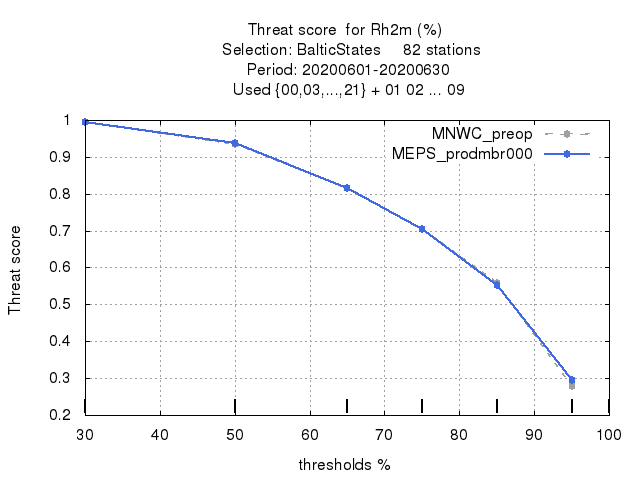 Threat score  for Rh2m (%)
Selection: BalticStates     82 stations
Period: 20200601-20200630
Used {00,03,...,21} + 01 02 ... 09
MNWC_preop
MEPS_prodmbr000
Threat score
1
0.9
0.8
0.7
0.6
0.5
0.4
0.3
0.2
30 40 50 60 70 80 90 100
thresholds %